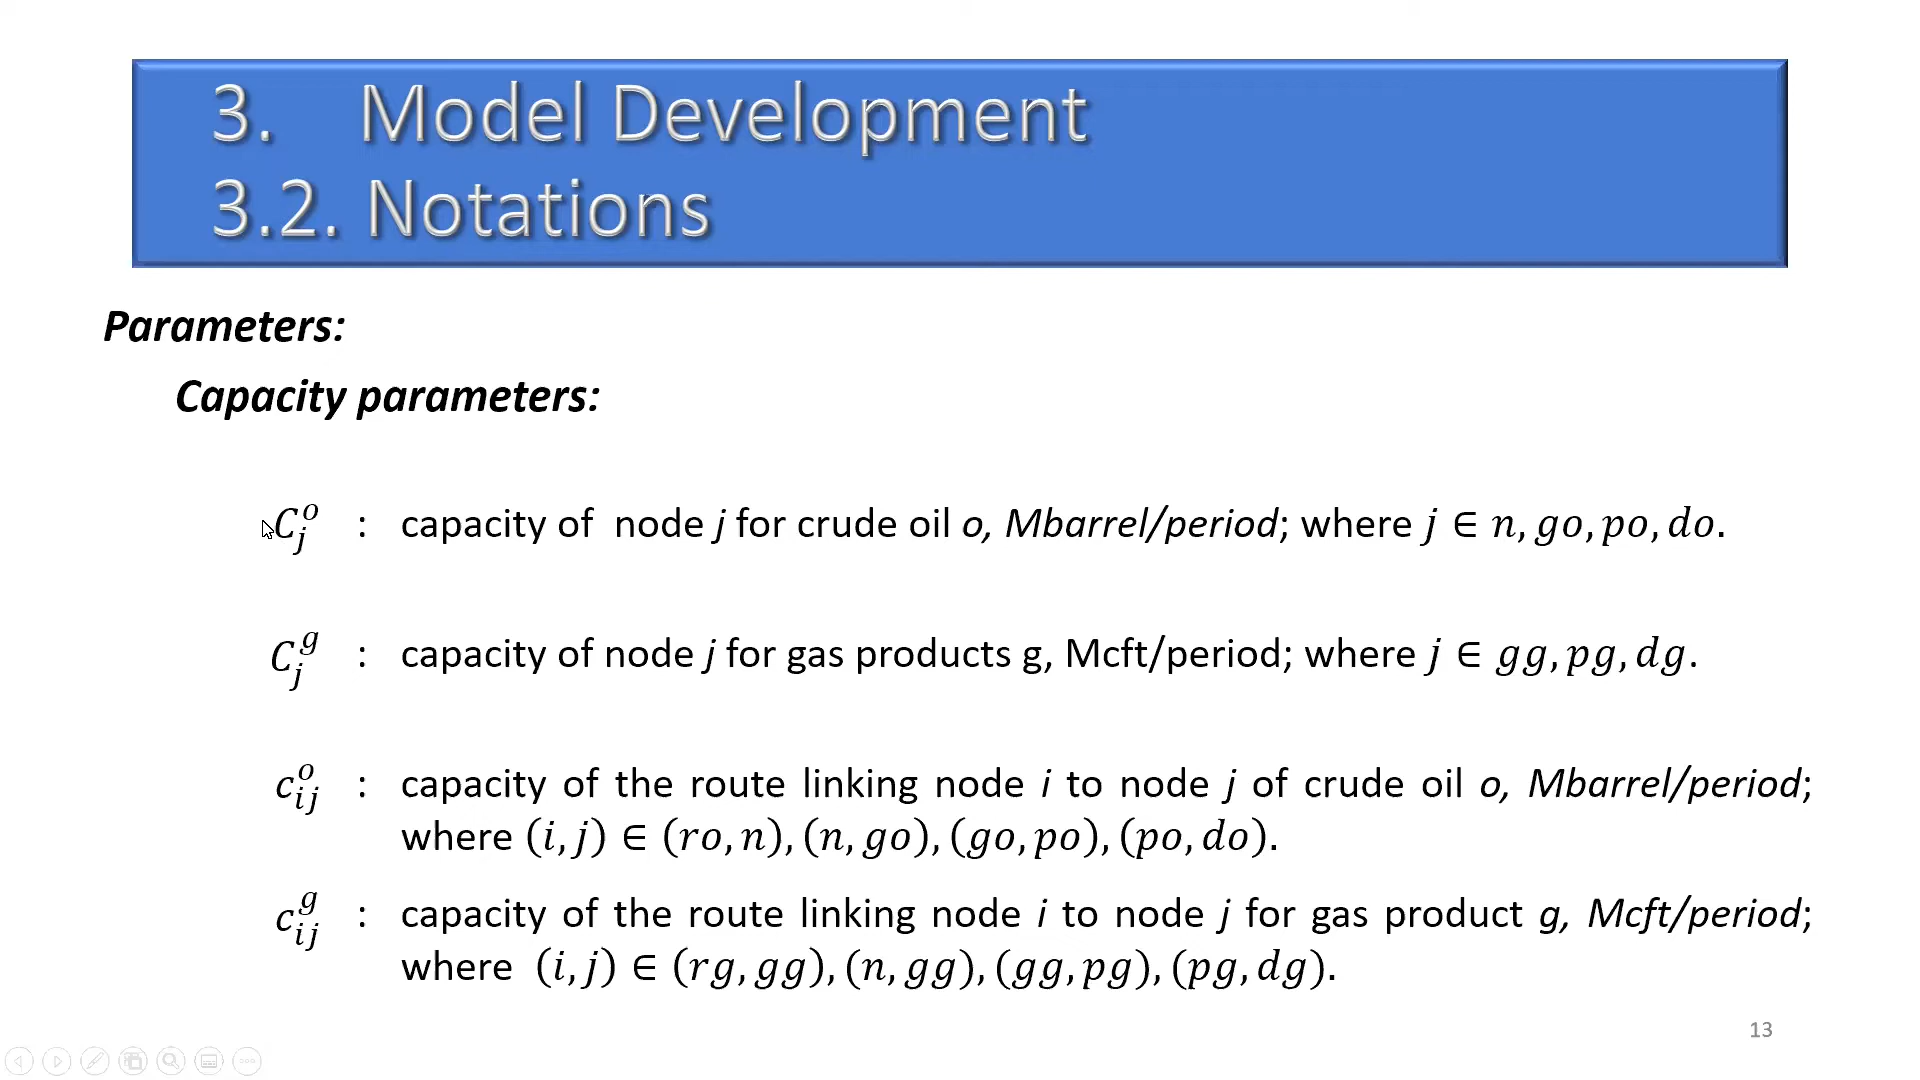 3. Model Development
3.2. Notations
Parameters:
Capacity parameters:
C_j^o : capacity of node j for crude oil o, Mbarrel/period; where j ∈ n, go, po, do.
C_j^g : capacity of node j for gas products g, Mcft/period; where j ∈ gg, pg, dg.
c_ij^o : capacity of the route linking node i to node j of crude oil o, Mbarrel/period;
where (i, j) ∈ (ro, n), (n, go), (go, po), (po, do).
c_ij^g : capacity of the route linking node i to node j for gas product g, Mcft/period;
where (i, j) ∈ (rg, gg), (n, gg), (gg, pg), (pg, dg).
13